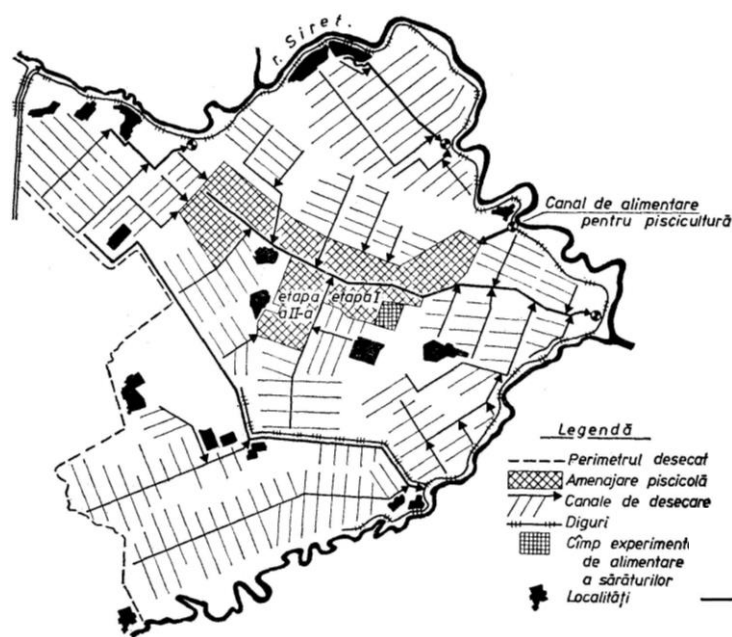 r. Siret.
Canal de alimentare
pentru piscicultură
etapa
a II-a
etapa I
Legendă
Perimetrul desecat
Amenajare piscicolă
Canale de desecare
Diguri
Cîmp experiment
de alimentare
a sărăturilor
Localități